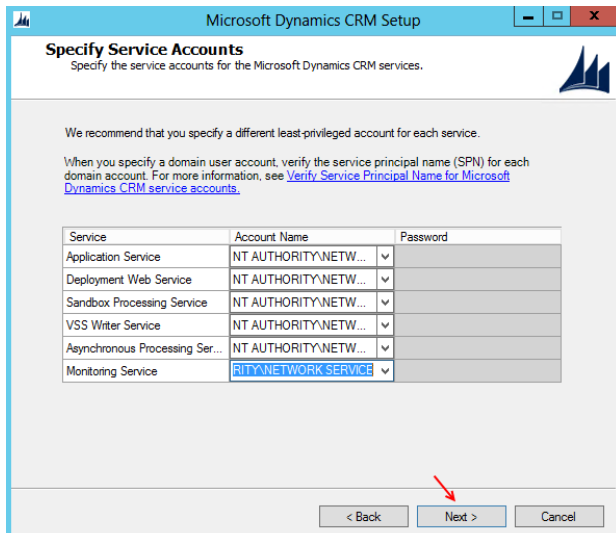 Microsoft Dynamics CRM Setup
Specify Service Accounts
Specify the service accounts for the Microsoft Dynamics CRM services.
We recommend that you specify a different least-privileged account for each service.
When you specify a domain user account, verify the service principal name (SPN) for each
domain account. For more information, see Verify Service Principal Name for Microsoft
Dynamics CRM service accounts.
Service Account Name Password
Application Service NT AUTHORITY\NETW...
Deployment Web Service NT AUTHORITY\NETW...
Sandbox Processing Service NT AUTHORITY\NETW...
VSS Writer Service NT AUTHORITY\NETW...
Asynchronous Processing Ser... NT AUTHORITY\NETW...
Monitoring Service RITY\NETWORK SERVICE
< Back Next > Cancel